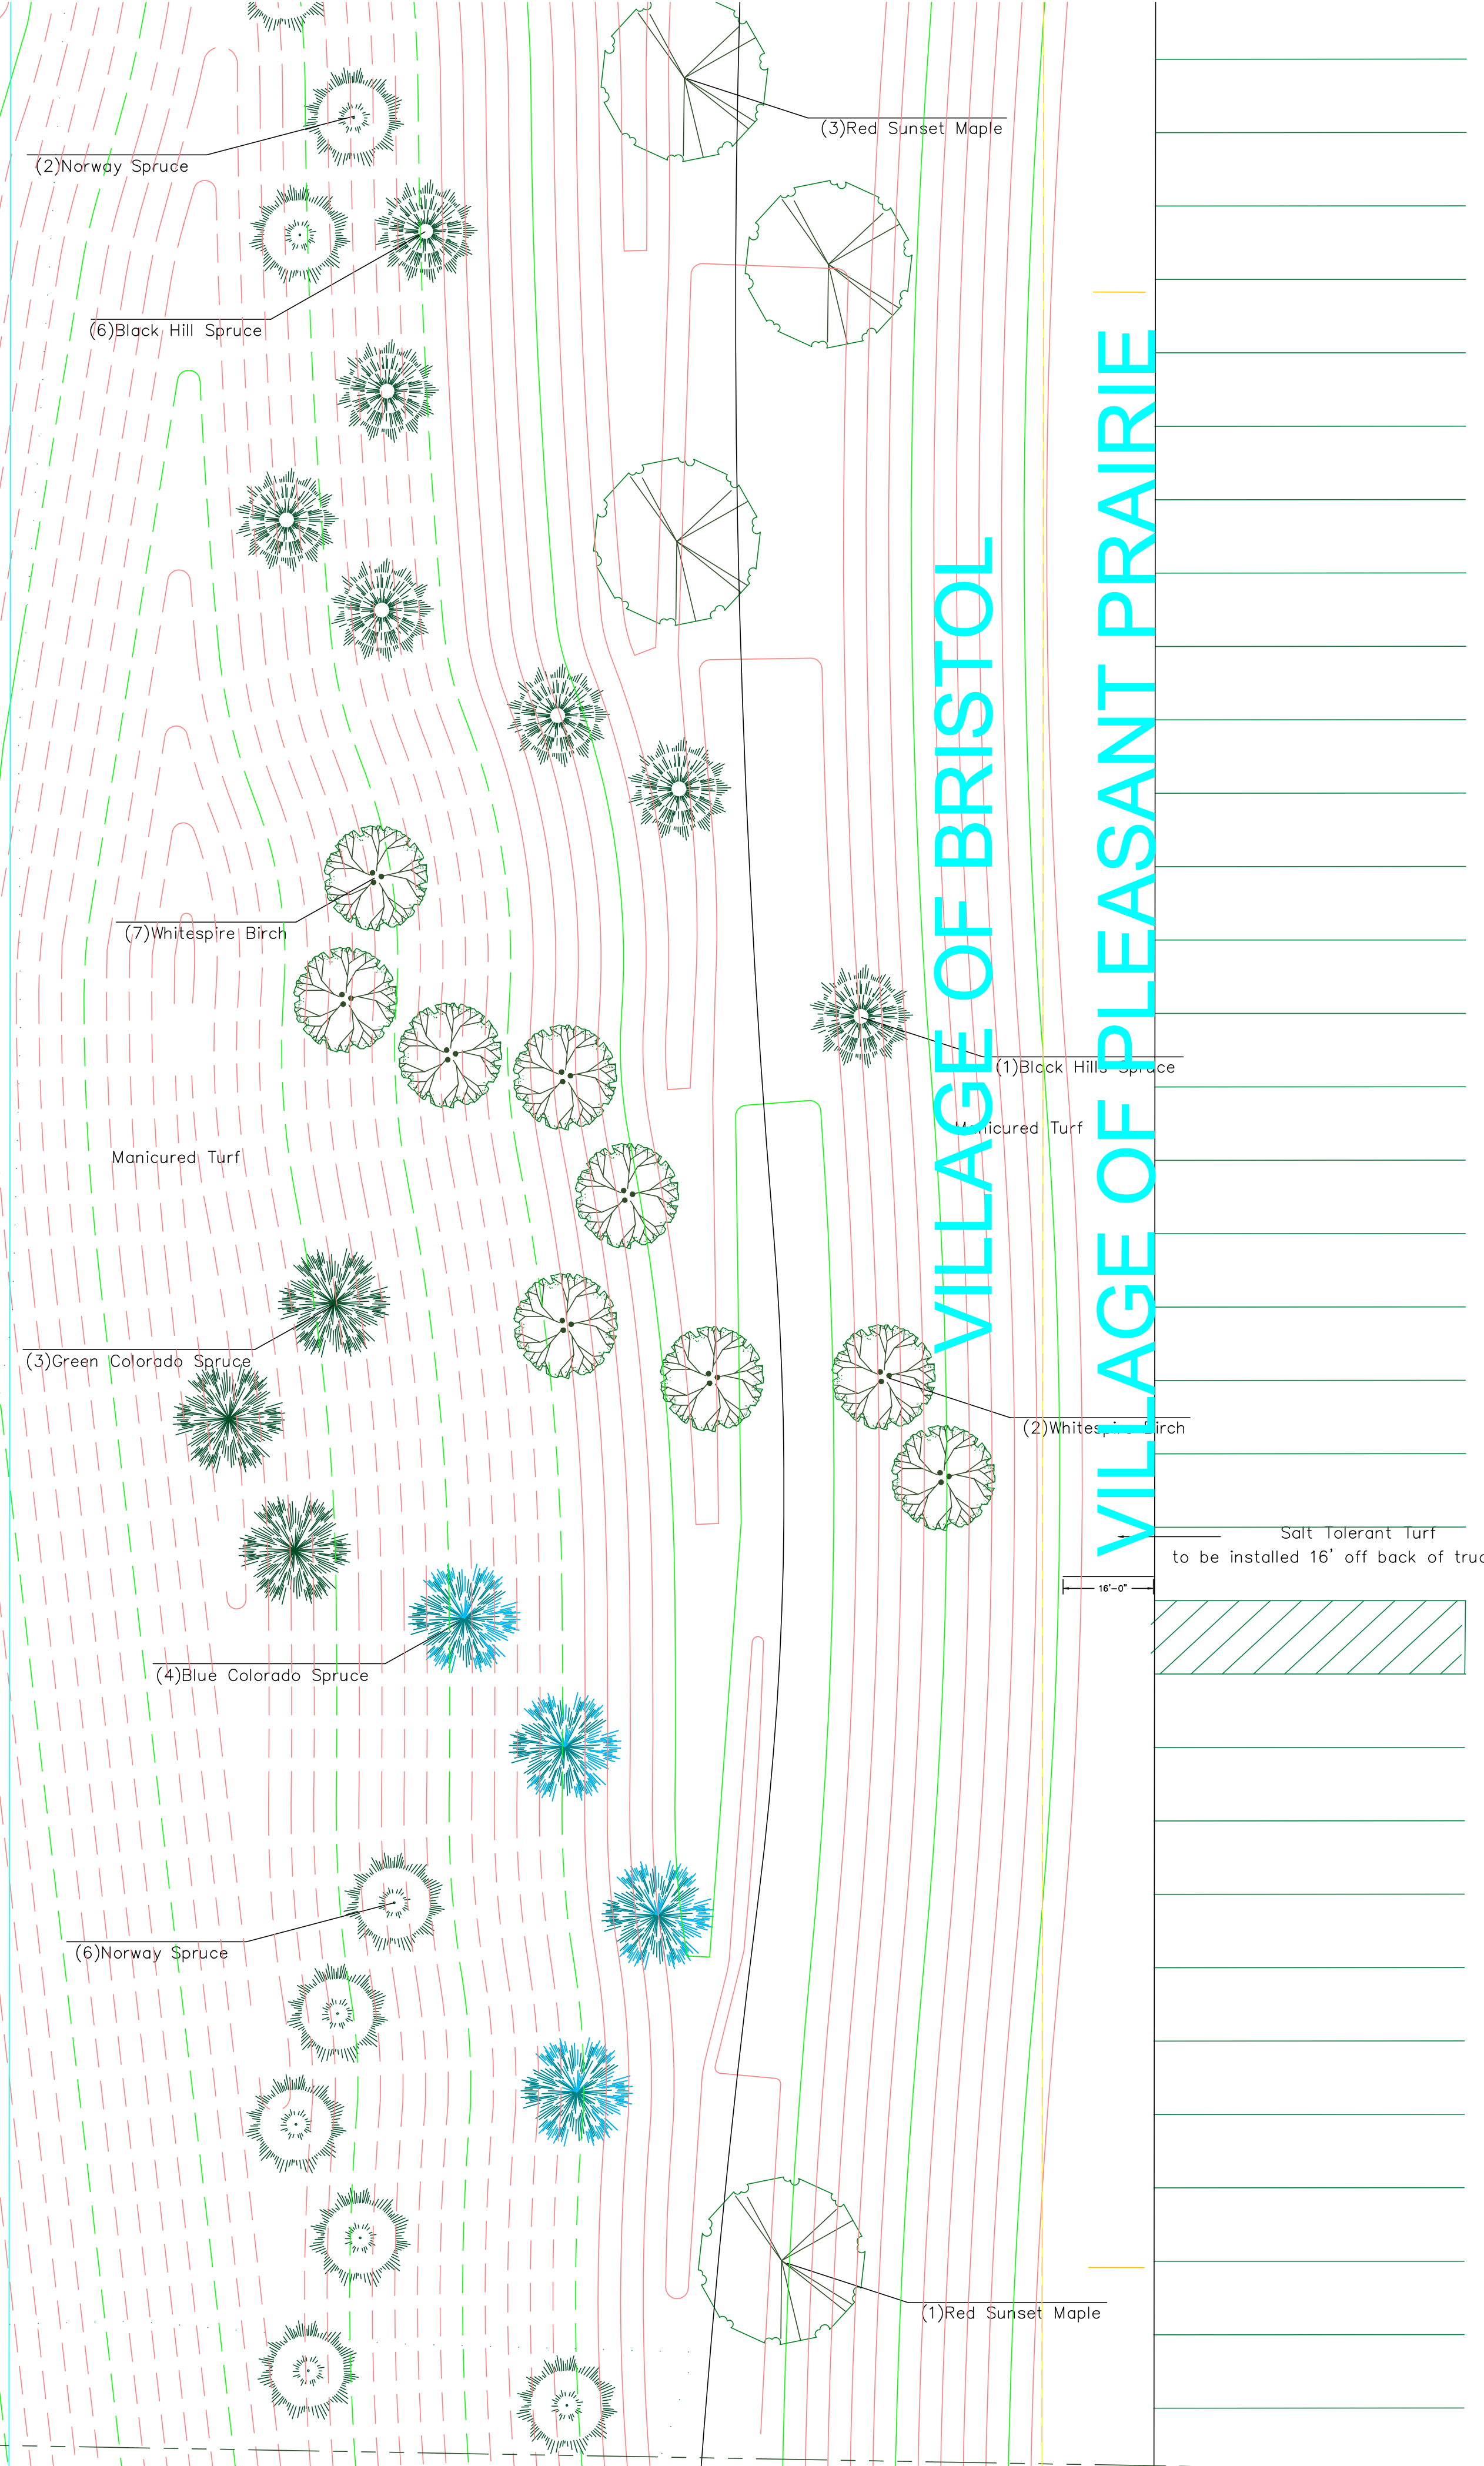 (3)Red Sunset Maple
(2)Norway Spruce
(6)Black Hill Spruce
VILLAGE OF BRISTOL
VILLAGE OF PLEASANT PRAIRIE
(7)Whitespire Birch
(1)Black Hills Spruce
Manicured Turf
Manicured Turf
(3)Green Colorado Spruce
(2)Whitespire Birch
Salt Tolerant Turf
to be installed 16' off back of
16'-0"
(4)Blue Colorado Spruce
(6)Norway Spruce
(1)Red Sunset Maple